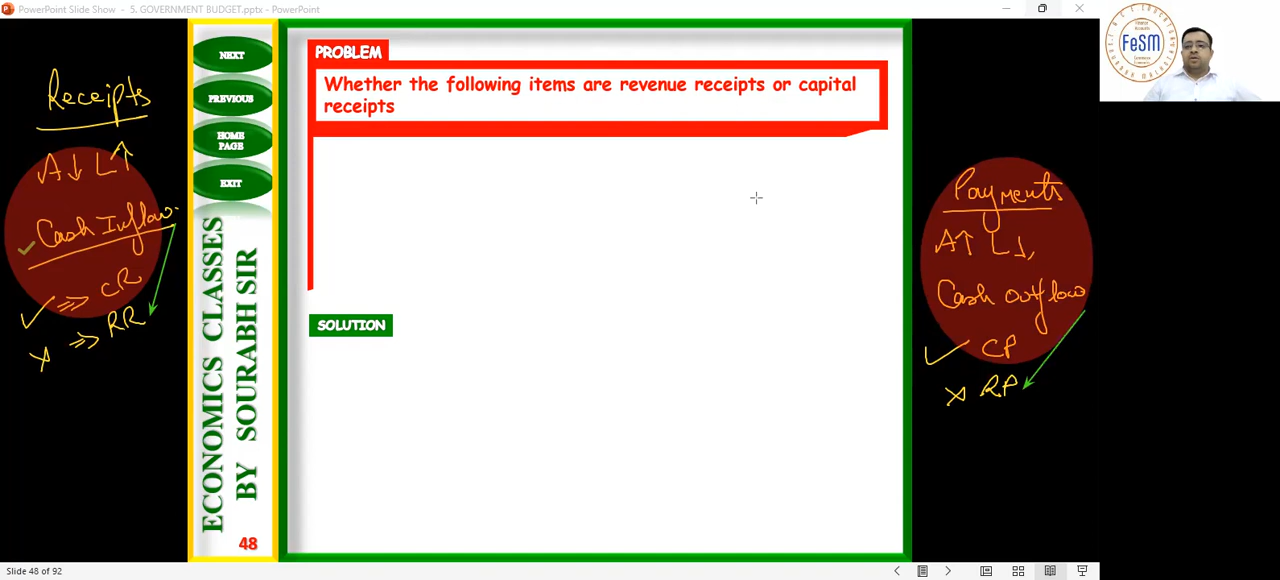 PowerPoint Slide Show - 5. GOVERNMENT BUDGET.pptx - PowerPoint
Receipts
A↓ L↑
✓ Cash Inflow.
✓ ⇒ CR
✗ ⇒ RR
NEXT
PREVIOUS
HOME
PAGE
EXIT
ECONOMICS CLASSES
BY SOURABH SIR
48
PROBLEM
Whether the following items are revenue receipts or capital
receipts
SOLUTION
FeSM
Payments
A↑ L↓,
Cash outflow
✓ CP
✗ RP
Slide 48 of 92